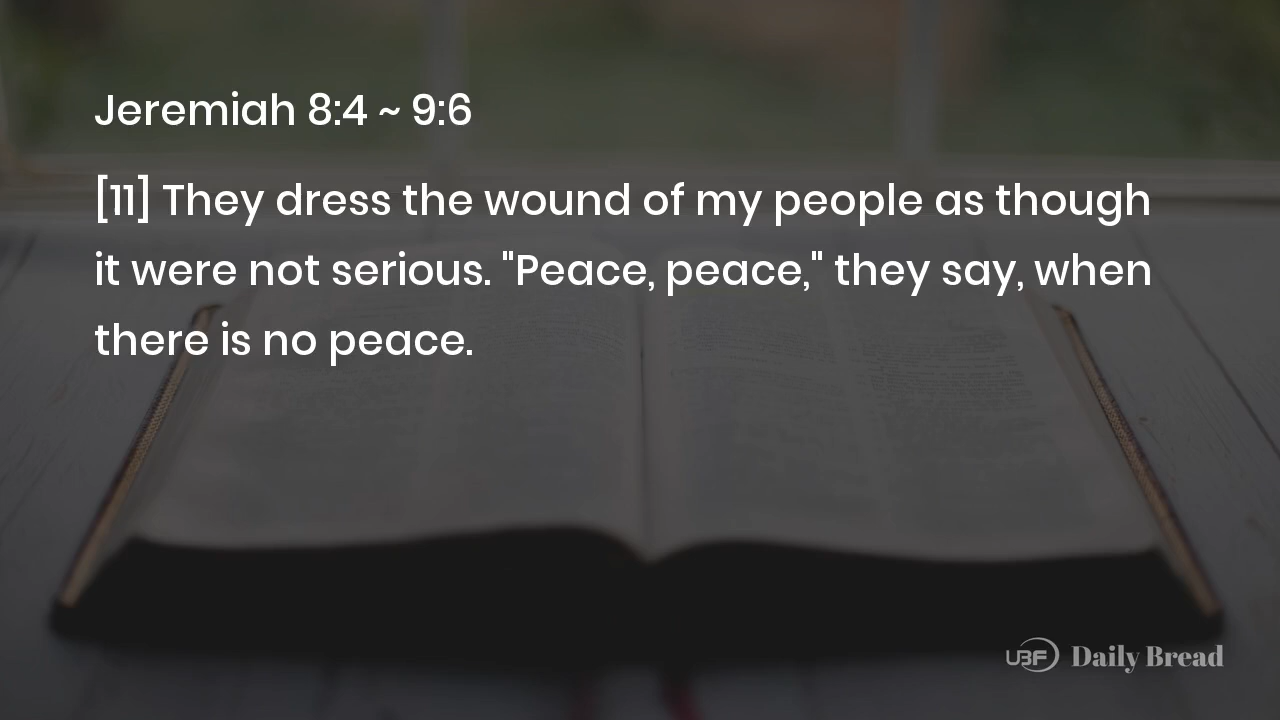 Jeremiah 8:4 ~ 9:6
[11] They dress the wound of my people as though
it were not serious. "Peace, peace," they say, when
there is no peace.
UBF Daily Bread